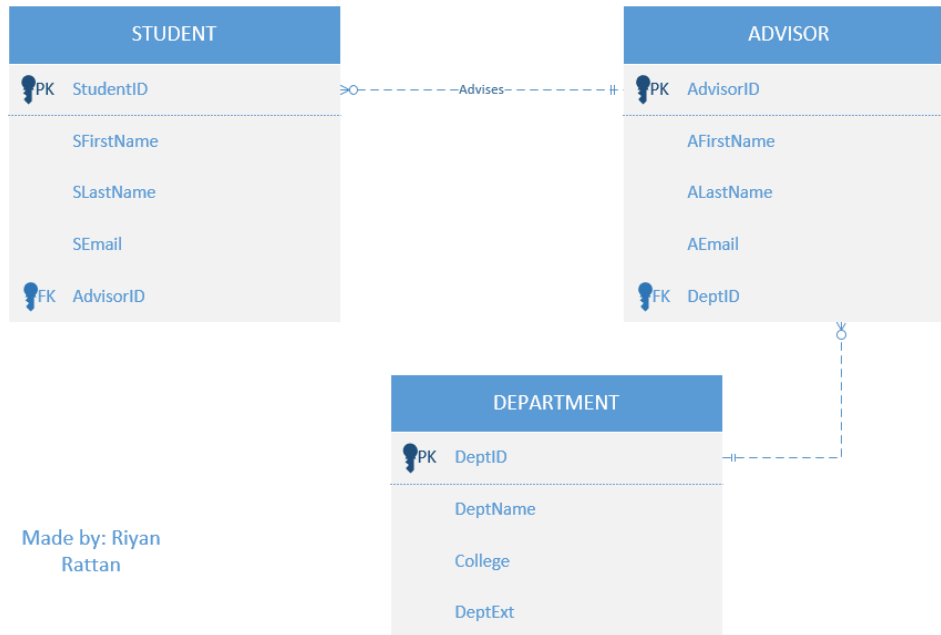 STUDENT
PK StudentID
SFirstName
SLastName
SEmail
FK AdvisorID
Advises
ADVISOR
PK AdvisorID
AFirstName
ALastName
AEmail
FK DeptID
DEPARTMENT
PK DeptID
DeptName
College
DeptExt
Made by: Riyan
Rattan